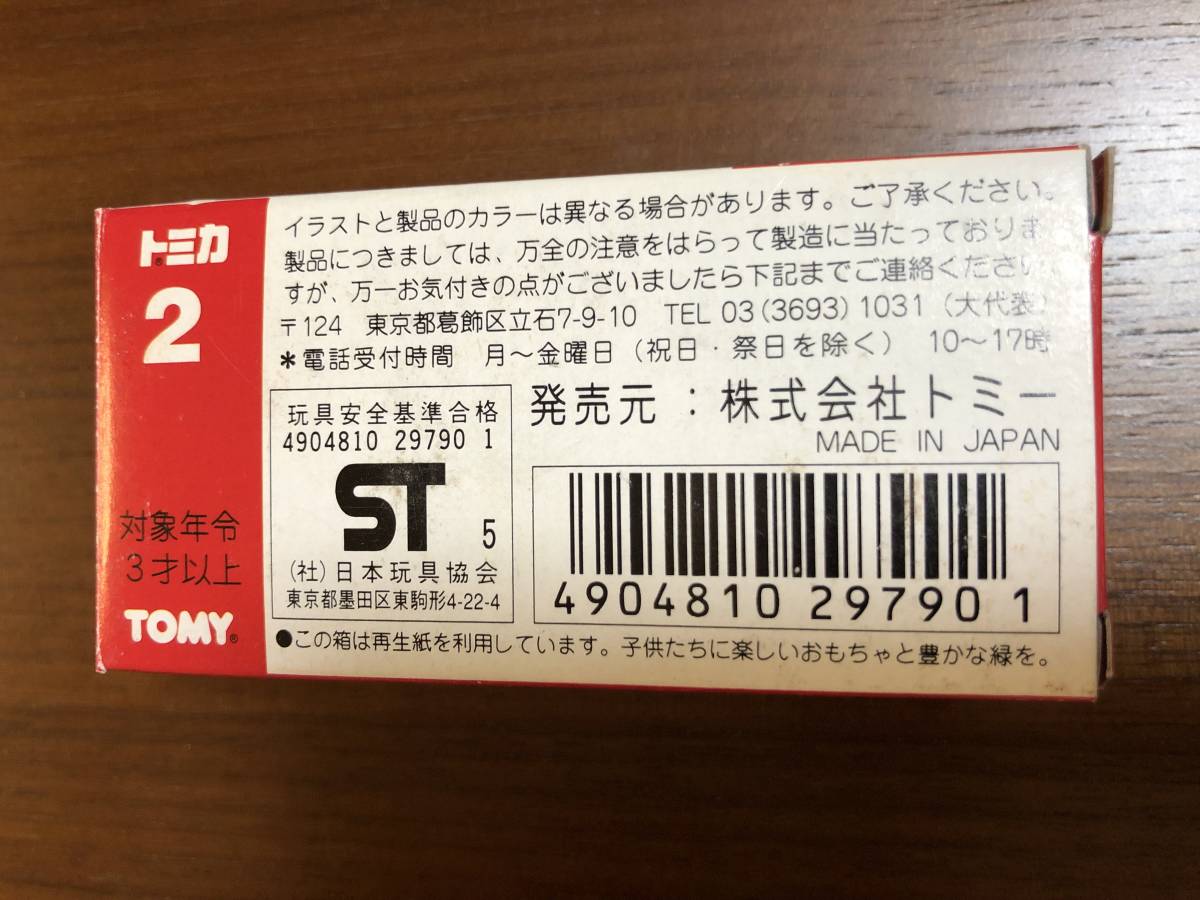 トミカ®
2
対象年令
3才以上
TOMY®
イラストと製品のカラーは異なる場合があります。ご了承ください。
製品につきましては、万全の注意をはらって製造に当たっておりま
すが、万一お気付きの点がございましたら下記までご連絡ください。
〒124 東京都葛飾区立石7-9-10 TEL 03(3693)1031(大代表)
*電話受付時間 月〜金曜日(祝日・祭日を除く) 10〜17時
玩具安全基準合格
4904810 29790 1
ST 5
(社)日本玩具協会
東京都墨田区東駒形4-22-4
発売元:株式会社トミー
MADE IN JAPAN
4904810 297901
●この箱は再生紙を利用しています。子供たちに楽しいおもちゃと豊かな緑を。